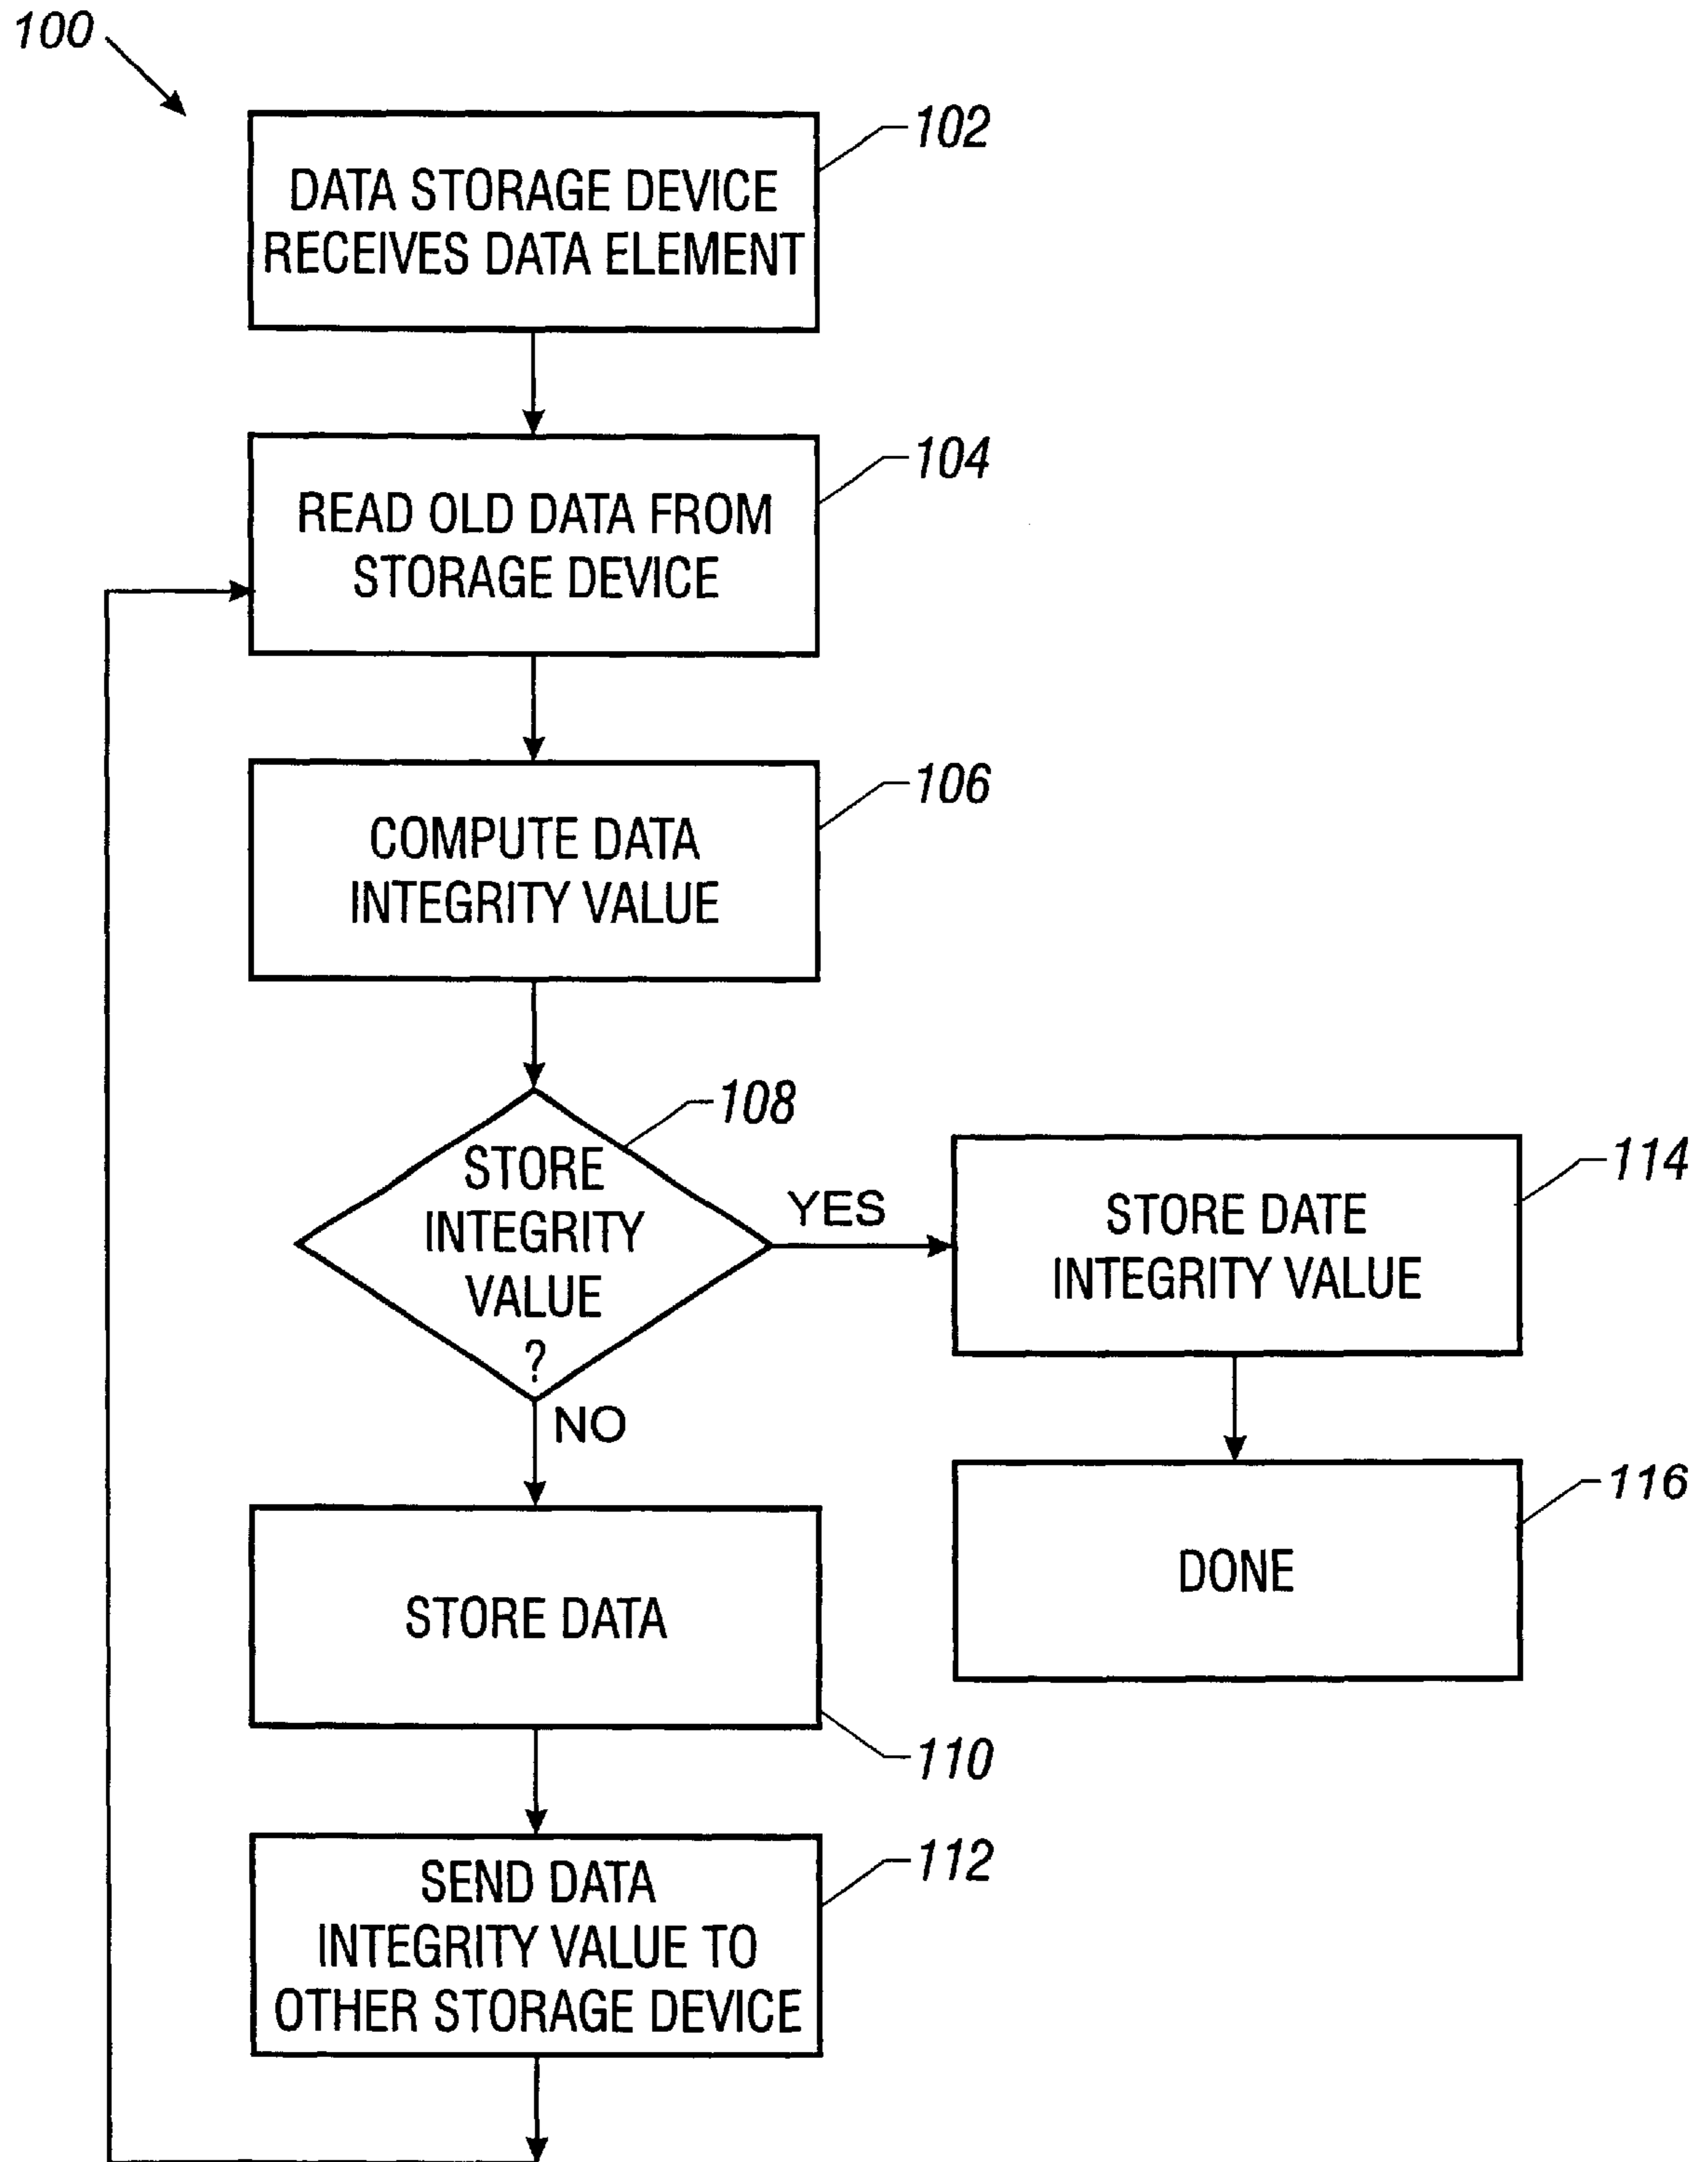 100
102
DATA STORAGE DEVICE
RECEIVES DATA ELEMENT
104
READ OLD DATA FROM
STORAGE DEVICE
106
COMPUTE DATA
INTEGRITY VALUE
108
STORE
INTEGRITY
VALUE
?
YES
NO
114
STORE DATE
INTEGRITY VALUE
116
DONE
STORE DATA
110
112
SEND DATA
INTEGRITY VALUE TO
OTHER STORAGE DEVICE